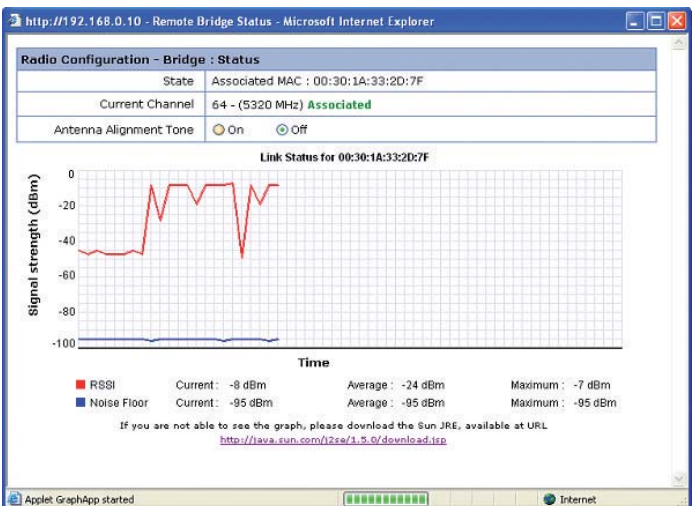 http://192.168.0.10 - Remote Bridge Status - Microsoft Internet Explorer
Radio Configuration - Bridge : Status
State Associated MAC : 00:30:1A:33:2D:7F
Current Channel 64 - (5320 MHz) Associated
Antenna Alignment Tone On Off
Link Status for 00:30:1A:33:2D:7F
Signal strength (dBm)
0
-20
-40
-60
-80
-100
Time
RSSI Current : -8 dBm Average : -24 dBm Maximum : -7 dBm
Noise Floor Current : -95 dBm Average : -95 dBm Maximum : -95 dBm
If you are not able to see the graph, please download the Sun JRE, available at URL
http://java.sun.com/j2se/1.5.0/download.jsp
Applet GraphApp started Internet